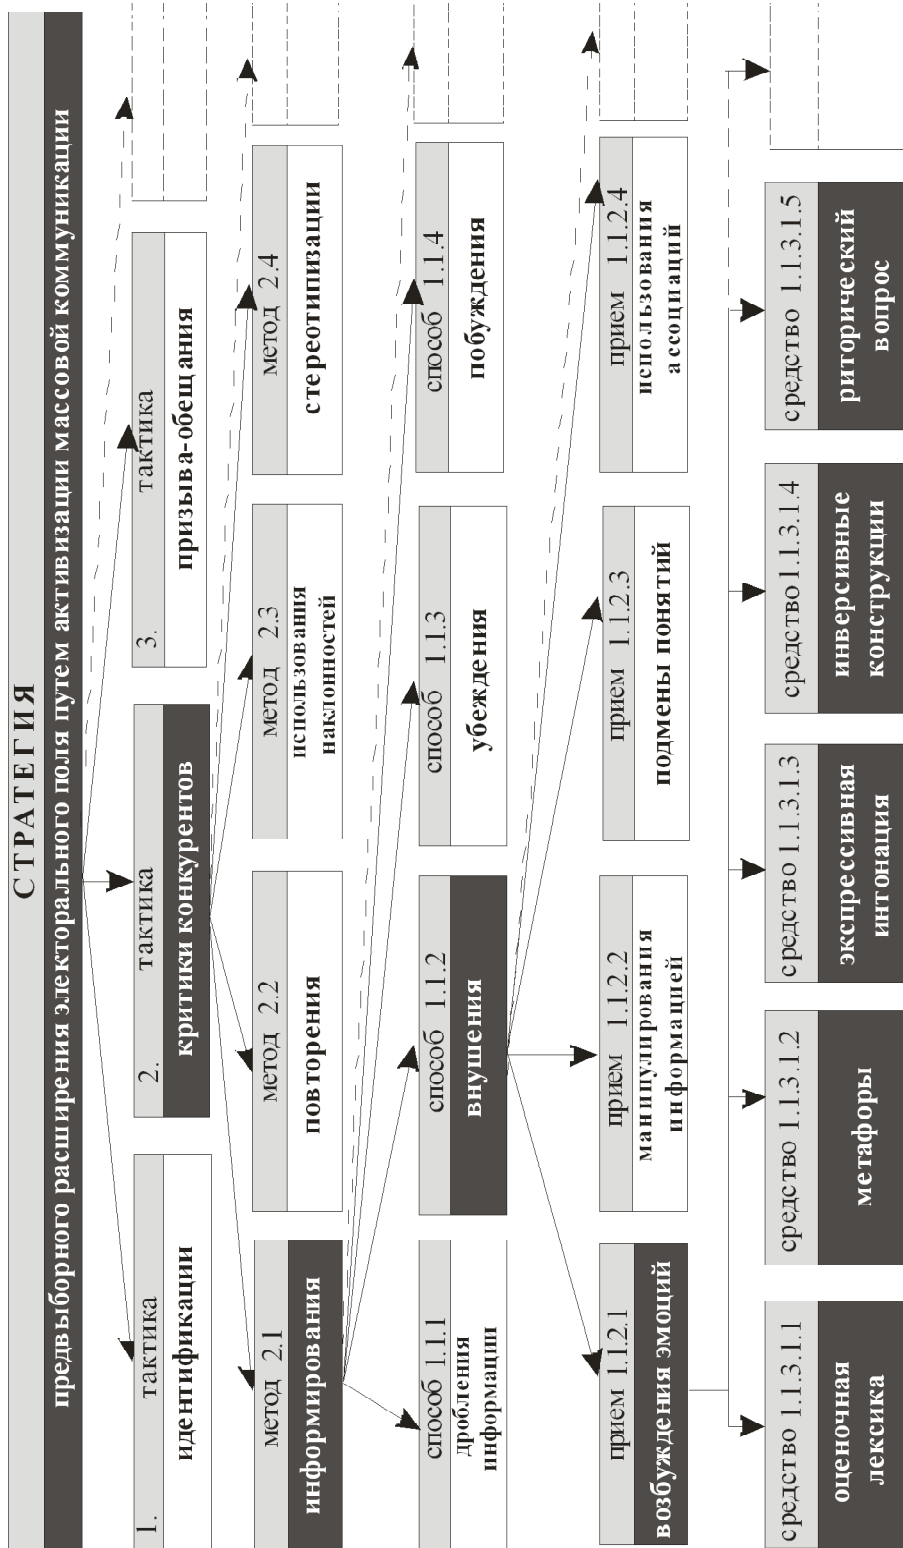 СТРАТЕГИЯ
предвыборного расширения электорального поля путем активизации массовой коммуникации
1. тактика
идентификации
2. тактика
критики конкурентов
3. тактика
призыва-обещания
метод 2.1
информирования
метод 2.2
повторения
метод 2.3
использования
наклонностей
метод 2.4
стереотипизации
способ 1.1.1
дробления
информации
способ 1.1.2
внушения
способ 1.1.3
убеждения
способ 1.1.4
побуждения
прием 1.1.2.1
возбуждения эмоций
прием 1.1.2.2
манипулирования
информацией
прием 1.1.2.3
подмены понятий
прием 1.1.2.4
использования
ассоциаций
средство 1.1.3.1.1
оценочная
лексика
средство 1.1.3.1.2
метафоры
средство 1.1.3.1.3
экспрессивная
интонация
средство 1.1.3.1.4
инверсивные
конструкции
средство 1.1.3.1.5
риторический
вопрос